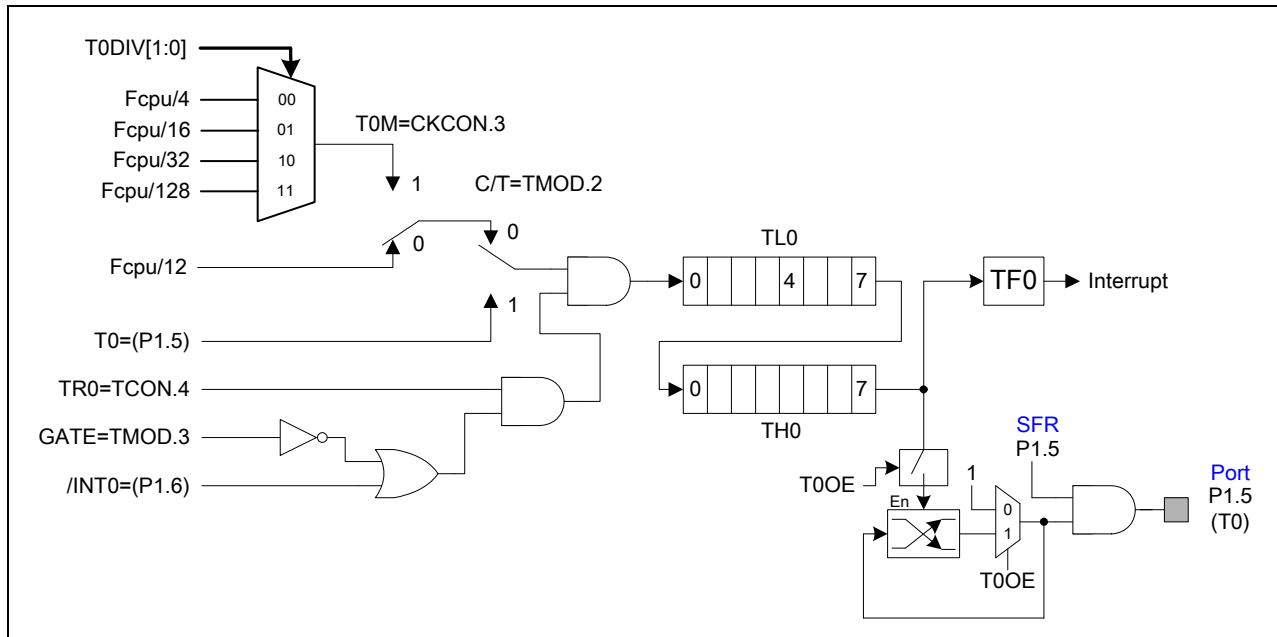 T0DIV[1:0]
Fcpu/4
00
Fcpu/16
01
Fcpu/32
10
Fcpu/128
11
T0M=CKCON.3
1
0
C/T=TMOD.2
0
1
Fcpu/12
T0=(P1.5)
TR0=TCON.4
GATE=TMOD.3
/INT0=(P1.6)
TL0
0 4 7
0 7
TH0
TF0
Interrupt
T0OE
En
1
0
1
T0OE
SFR
P1.5
Port
P1.5
(T0)